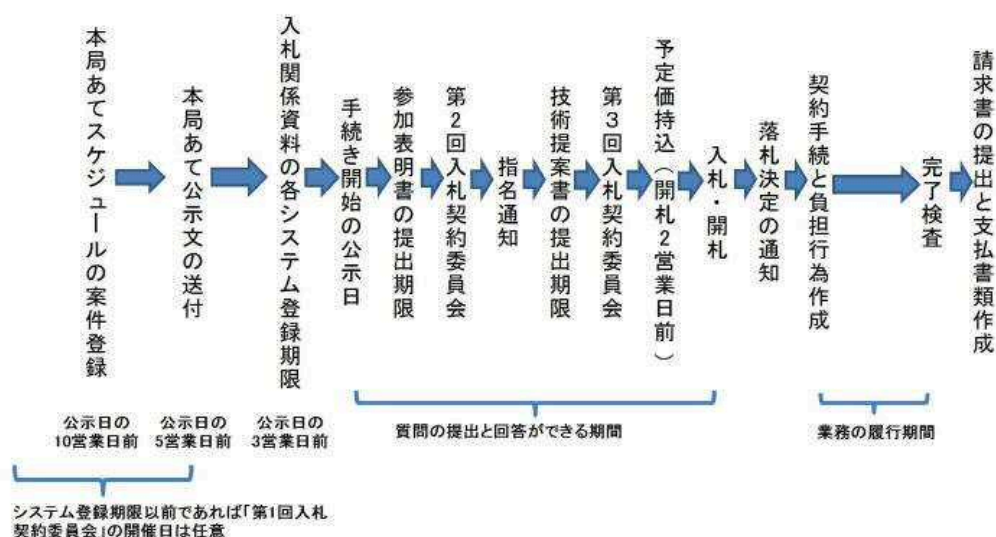 本局あてスケジュールの案件登録
本局あて公示文の送付
入札関係資料の各システム登録期限
手続き開始の公示日
参加表明書の提出期限
第2回入札契約委員会
指名通知
技術提案書の提出期限
第3回入札契約委員会
予定価持込(開札2営業日前)
入札・開札
落札決定の通知
契約手続と負担行為作成
完了検査
請求書の提出と支払書類作成
公示日の
10営業日前
公示日の
5営業日前
公示日の
3営業日前
質問の提出と回答ができる期間
業務の履行期間
システム登録期限以前であれば「第1回入札
契約委員会」の開催日は任意